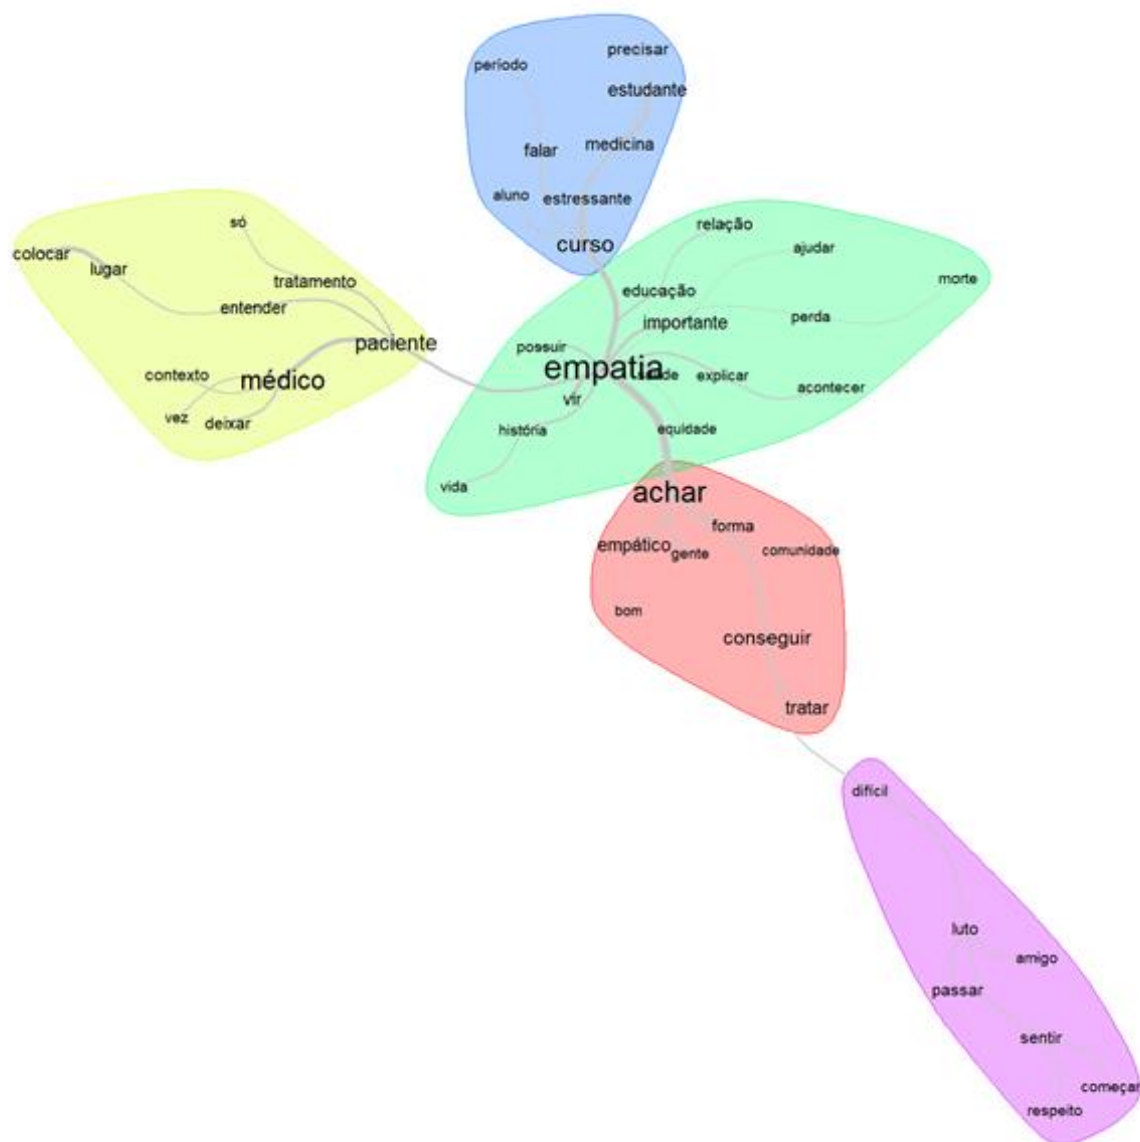 período
precisar
estudante
falar
medicina
aluno
estressante
curso
só
colocar
lugar
tratamento
entender
paciente
contexto
médico
vez
deixar
relação
ajudar
morte
educação
importante
perda
possuir
empatia
explicar
acontecer
vir
história
equidade
vida
achar
forma
empático
gente
comunidade
bom
conseguir
tratar
difícil
luto
amigo
passar
sentir
começar
respeito